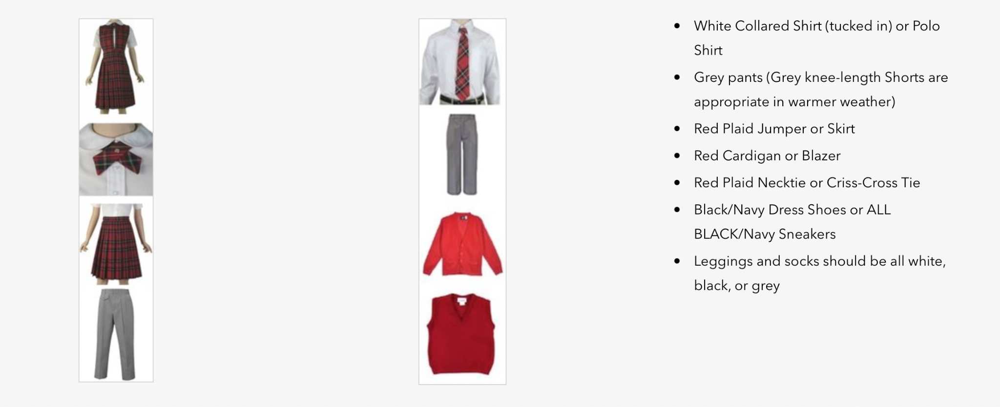 White Collared Shirt (tucked in) or Polo
Shirt
Grey pants (Grey knee-length Shorts are
appropriate in warmer weather)
Red Plaid Jumper or Skirt
Red Cardigan or Blazer
Red Plaid Necktie or Criss-Cross Tie
Black/Navy Dress Shoes or ALL
BLACK/Navy Sneakers
Leggings and socks should be all white,
black, or grey